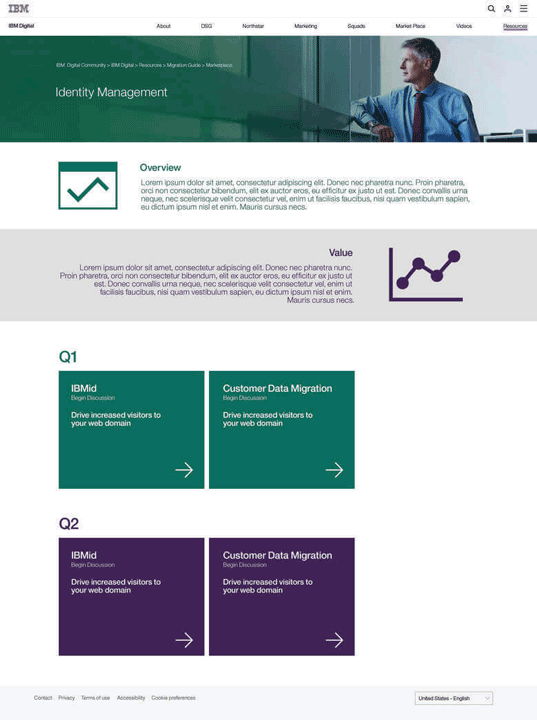 IBM
IBM Digital
About
DSG
Northstar
Marketing
Squads
Market Place
Videos
Resources
IBM Digital Community > IBM Digital > Resources > Migration Guide > Marketplace
Identity Management
Overview
Lorem ipsum dolor sit amet, consectetur adipiscing elit. Donec nec pharetra nunc. Proin pharetra,
orci non consectetur bibendum, elit ex auctor eros, eu efficitur ex justo ut est. Donec convallis urna
neque, nec scelerisque velit consectetur vel, enim ut facilisis faucibus, nisi quam vestibulum sapien,
eu dictum ipsum nisl et enim. Mauris cursus necs.
Value
Lorem ipsum dolor sit amet, consectetur adipiscing elit. Donec nec pharetra nunc.
Proin pharetra, orci non consectetur bibendum, elit ex auctor eros, eu efficitur ex justo ut
est. Donec convallis urna neque, nec scelerisque velit consectetur vel, enim ut
facilisis faucibus, nisi quam vestibulum sapien, eu dictum ipsum nisl et enim.
Mauris cursus necs.
Q1
IBMid
Begin Discussion
Drive increased visitors to
your web domain
Customer Data Migration
Begin Discussion
Drive increased visitors to
your web domain
Q2
IBMid
Begin Discussion
Drive increased visitors to
your web domain
Customer Data Migration
Begin Discussion
Drive increased visitors to
your web domain
Contact
Privacy
Terms of use
Accessibility
Cookie preferences
United States - English